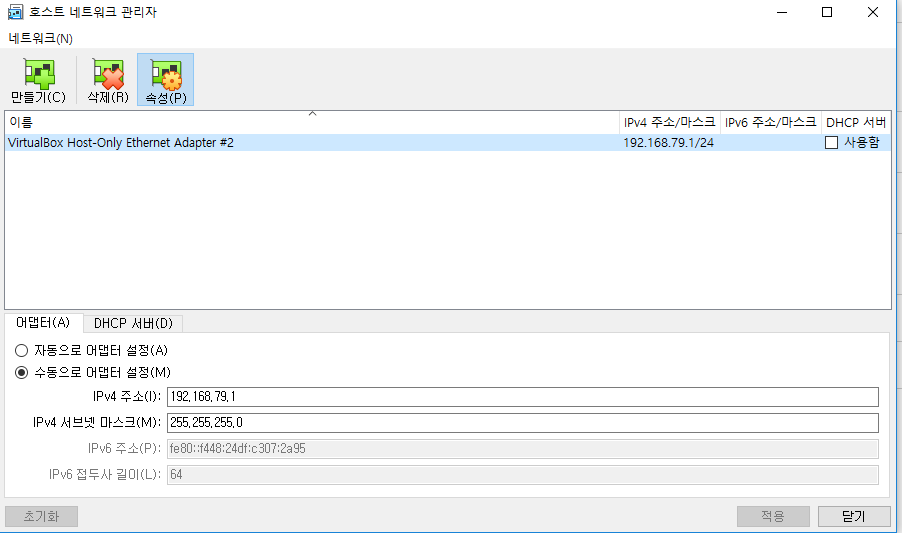 호스트 네트워크 관리자
네트워크(N)
만들기(C) 삭제(R) 속성(P)
이름 IPv4 주소/마스크 IPv6 주소/마스크 DHCP 서버
VirtualBox Host-Only Ethernet Adapter #2 192.168.79.1/24 사용함
어댑터(A) DHCP 서버(D)
자동으로 어댑터 설정(A)
수동으로 어댑터 설정(M)
IPv4 주소(I): 192.168.79.1
IPv4 서브넷 마스크(M): 255.255.255.0
IPv6 주소(P): fe80::f448:24df:c307:2a95
IPv6 접두사 길이(L): 64
초기화 적용 닫기